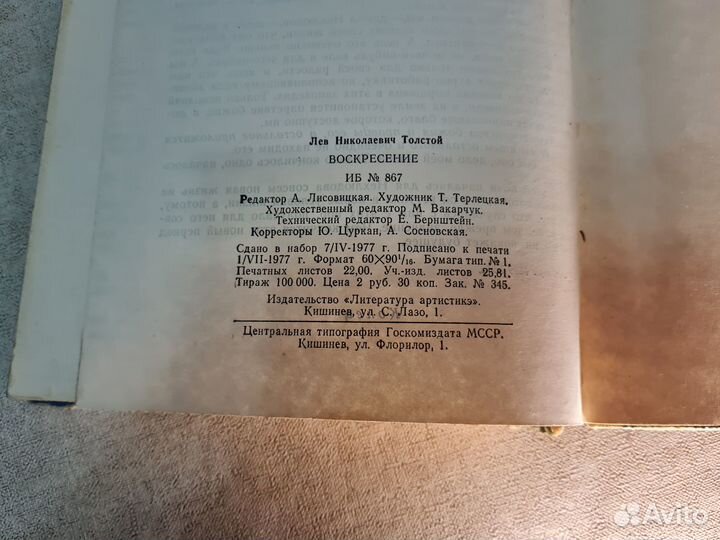 Лев Николаевич Толстой
ВОСКРЕСЕНИЕ
ИБ № 867
Редактор А. Лисовицкая. Художник Т. Терлецкая.
Художественный редактор М. Вакарчук.
Технический редактор Е. Бернштейн.
Корректоры Ю. Цуркан, А. Сосновская.
Сдано в набор 7/IV-1977 г. Подписано к печати
1/VII-1977 г. Формат 60×90¹/₁₆. Бумага тип. № 1.
Печатных листов 22,00. Уч.-изд. листов 25,81.
Тираж 100 000. Цена 2 руб. 30 коп. Зак. № 345.
Издательство «Литература артистикэ».
Кишинев, ул. С. Лазо, 1.
Центральная типография Госкомиздата МССР.
Кишинев, ул. Флорилор, 1.
Avito